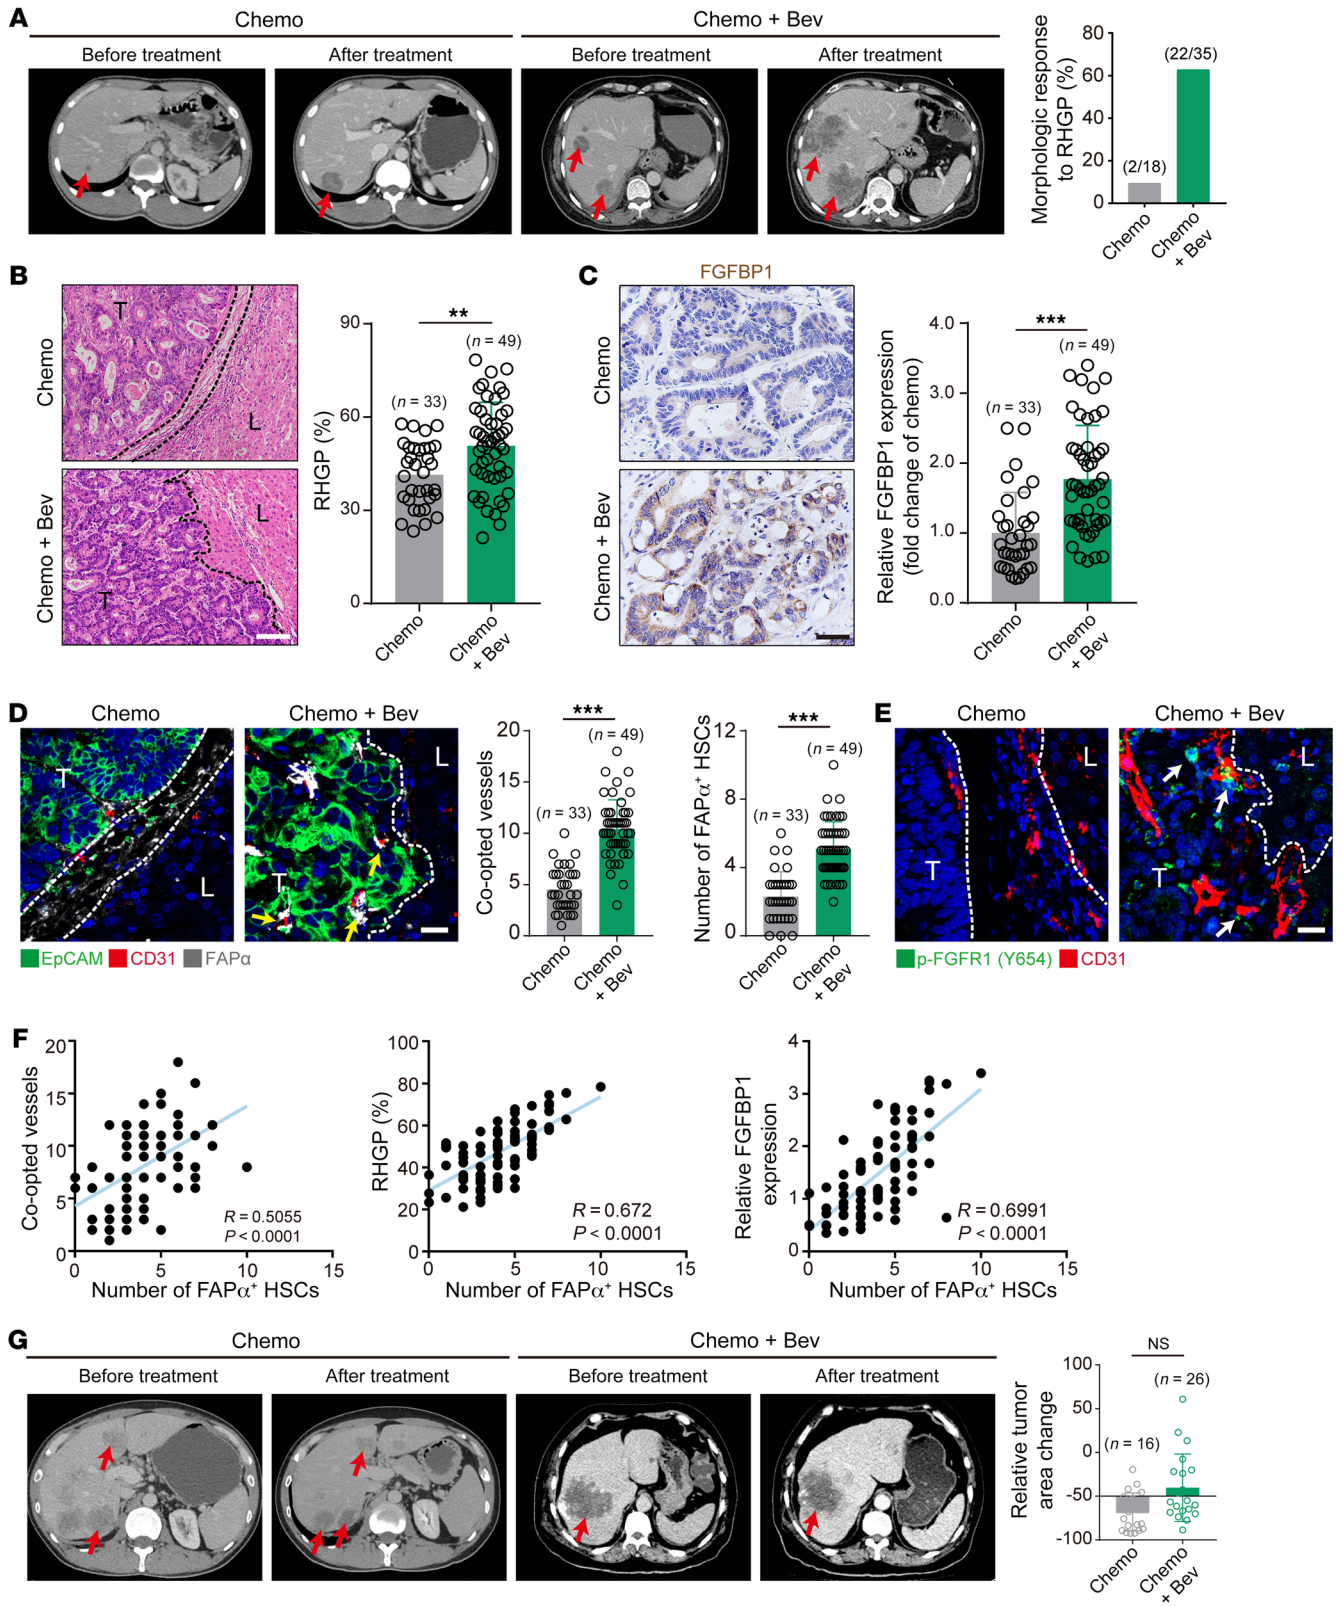 A
Chemo
Chemo + Bev
Before treatment
After treatment
Before treatment
After treatment
Morphologic response
to RHGP (%)
80
60
40
20
0
(2/18)
(22/35)
Chemo
Chemo
+ Bev
B
Chemo
T
L
Chemo + Bev
T
L
RHGP (%)
90
60
30
0
**
(n = 33)
(n = 49)
Chemo
Chemo
+ Bev
C
FGFBP1
Chemo
Chemo + Bev
Relative FGFBP1 expression
(fold change of chemo)
4.0
3.0
2.0
1.0
0.0
***
(n = 33)
(n = 49)
Chemo
Chemo
+ Bev
D
Chemo
Chemo + Bev
T
L
T
L
EpCAM CD31 FAPα
Co-opted vessels
20
15
10
5
0
***
(n = 33)
(n = 49)
Chemo
Chemo
+ Bev
Number of FAPα+ HSCs
12
8
4
0
***
(n = 33)
(n = 49)
Chemo
Chemo
+ Bev
E
Chemo
Chemo + Bev
T
L
T
L
p-FGFR1 (Y654) CD31
F
Co-opted vessels
20
15
10
5
0
R = 0.5055
P < 0.0001
0 5 10 15
Number of FAPα+ HSCs
RHGP (%)
100
80
60
40
20
0
R = 0.672
P < 0.0001
0 5 10 15
Number of FAPα+ HSCs
Relative FGFBP1
expression
4
3
2
1
0
R = 0.6991
P < 0.0001
0 5 10 15
Number of FAPα+ HSCs
G
Chemo
Chemo + Bev
Before treatment
After treatment
Before treatment
After treatment
Relative tumor
area change
100
50
0
-50
-100
NS
(n = 16)
(n = 26)
Chemo
Chemo
+ Bev